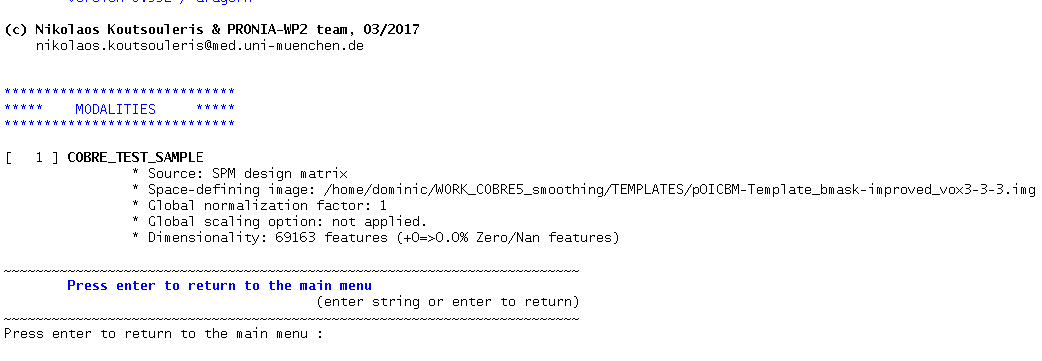 (c) Nikolaos Koutsouleris & PRONIA-WP2 team, 03/2017
nikolaos.koutsouleris@med.uni-muenchen.de
*****************************
***** MODALITIES *****
*****************************
[ 1 ] COBRE_TEST_SAMPLE
* Source: SPM design matrix
* Space-defining image: /home/dominic/WORK_COBRE5_smoothing/TEMPLATES/pOICBM-Template_bmask-improved_vox3-3-3.img
* Global normalization factor: 1
* Global scaling option: not applied.
* Dimensionality: 69163 features (+0=>0.0% Zero/Nan features)
~~~~~~~~~~~~~~~~~~~~~~~~~~~~~~~~~~~~~~~~~~~~~~~~~~~~~~~~~~~~~~~~~~~~~~~~
Press enter to return to the main menu
(enter string or enter to return)
~~~~~~~~~~~~~~~~~~~~~~~~~~~~~~~~~~~~~~~~~~~~~~~~~~~~~~~~~~~~~~~~~~~~~~~~
Press enter to return to the main menu :